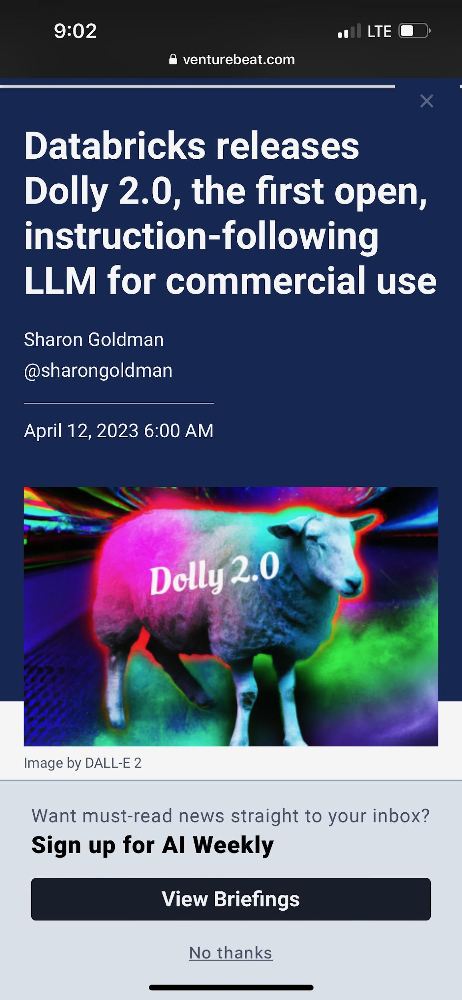 9:02
LTE
venturebeat.com
Databricks releases
Dolly 2.0, the first open,
instruction-following
LLM for commercial use
Sharon Goldman
@sharongoldman
April 12, 2023 6:00 AM
Dolly 2.0
Image by DALL-E 2
Want must-read news straight to your inbox?
Sign up for AI Weekly
View Briefings
No thanks